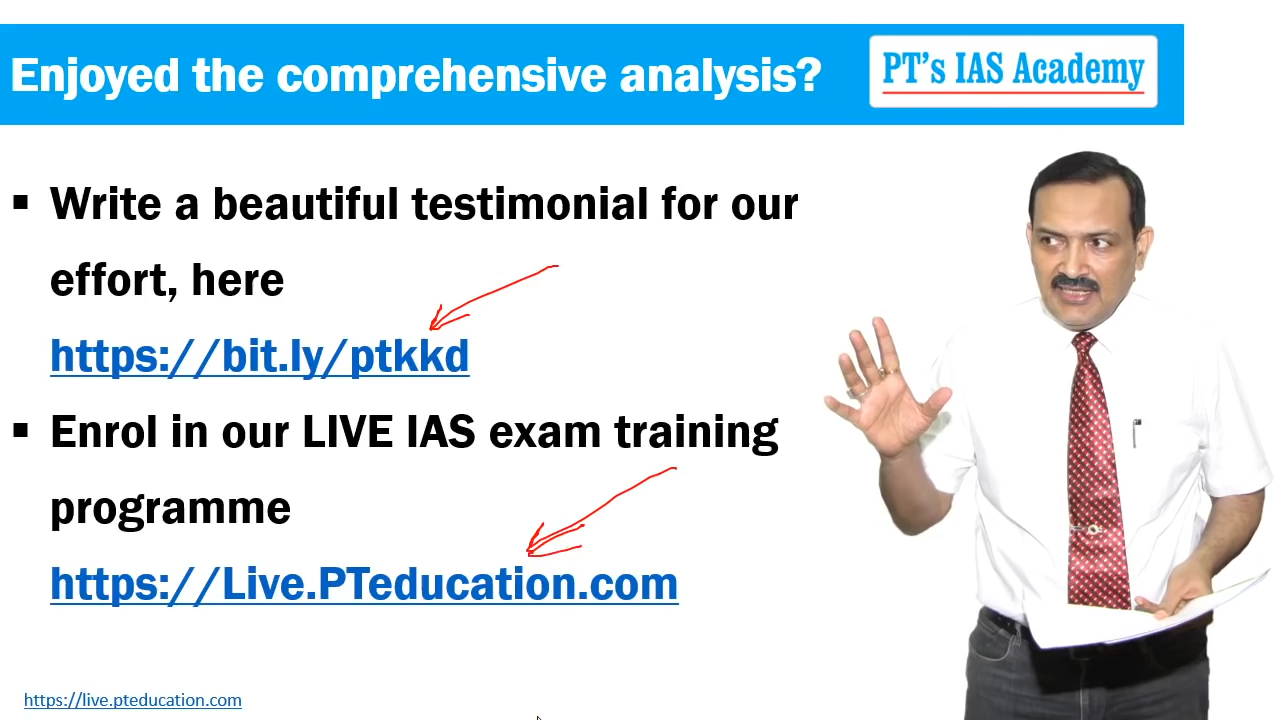 Enjoyed the comprehensive analysis?
PT's IAS Academy
▪ Write a beautiful testimonial for our
effort, here
https://bit.ly/ptkkd
▪ Enrol in our LIVE IAS exam training
programme
https://Live.PTeducation.com
https://live.pteducation.com